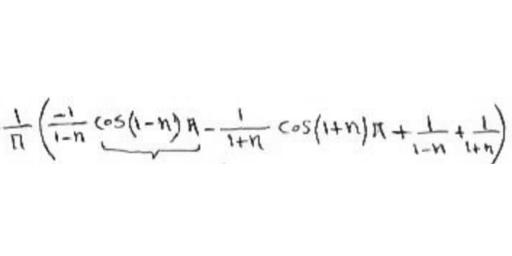 1/π ( -1/1-n cos(1-n)π - 1/1+n cos(1+n)π + 1/1-n + 1/1+n )